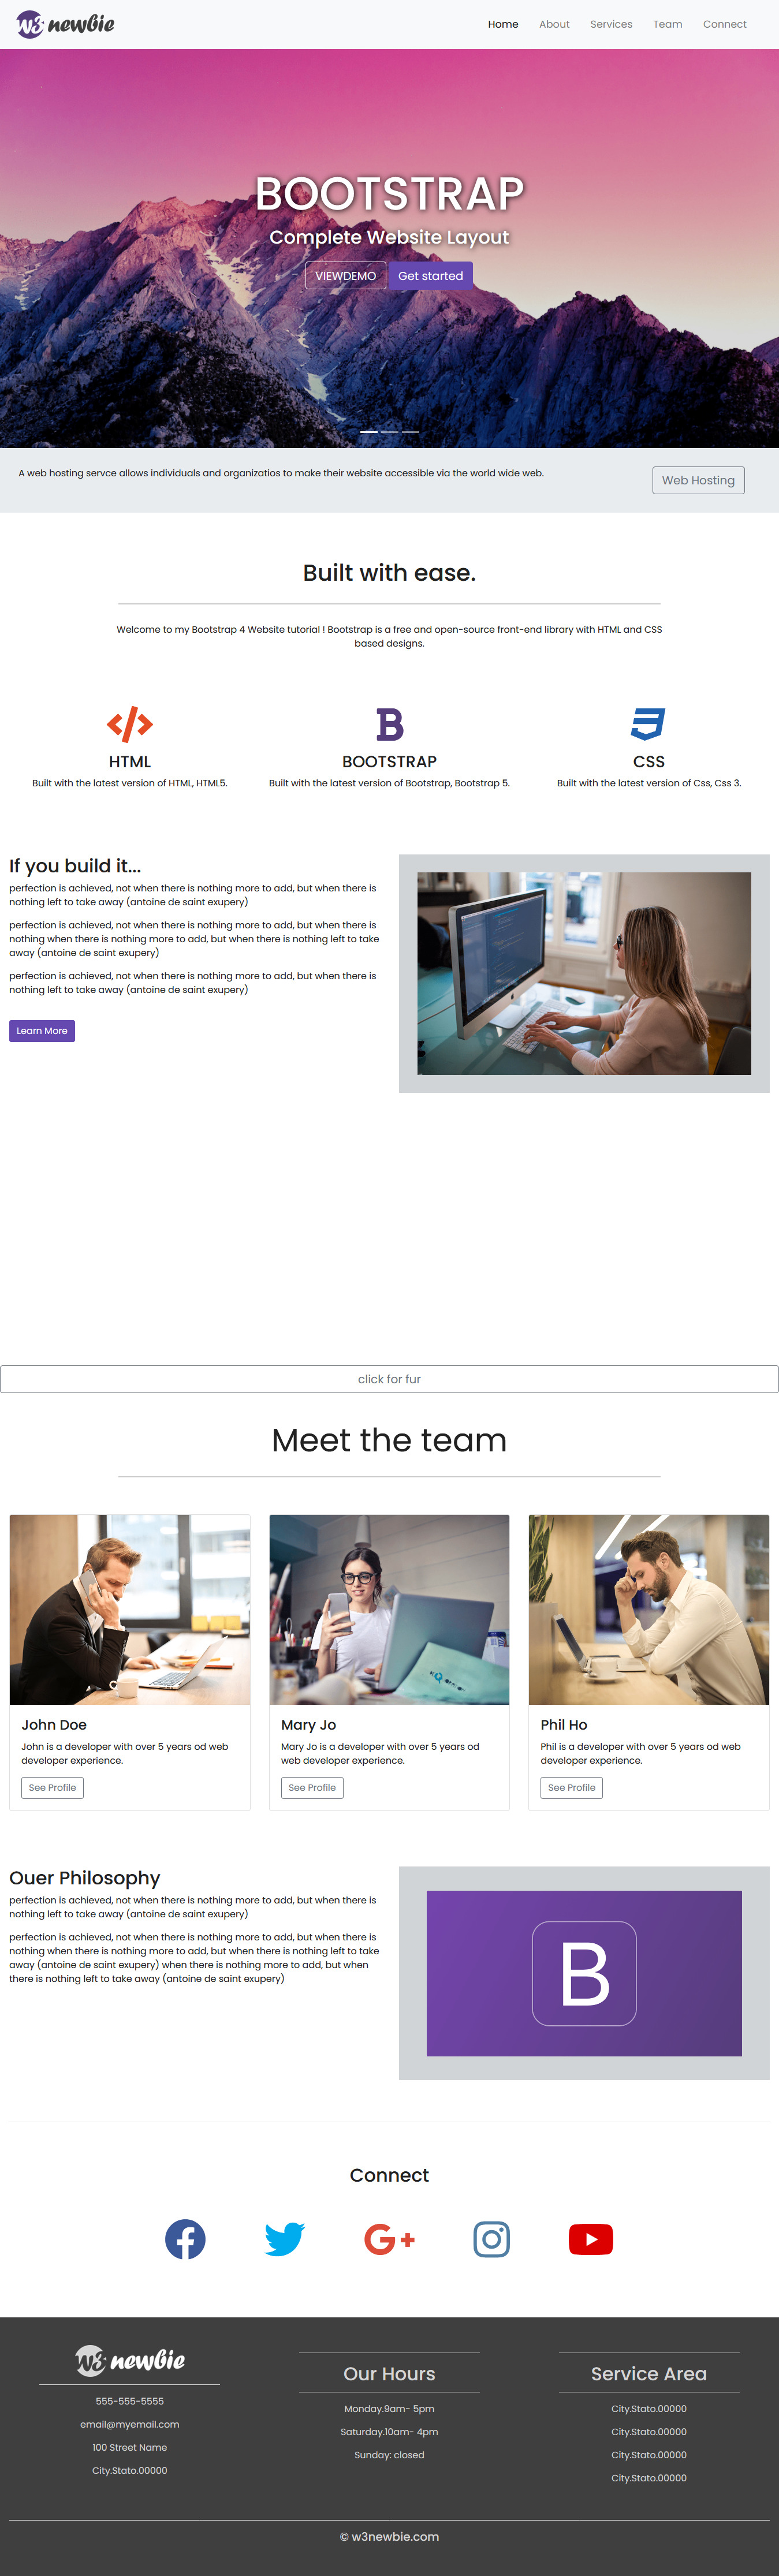 W3 newbie
Home About Services Team Connect
BOOTSTRAP
Complete Website Layout
VIEWDEMO Get started
A web hosting servce allows individuals and organizatios to make their website accessible via the world wide web.
Web Hosting
Built with ease.
Welcome to my Bootstrap 4 Website tutorial ! Bootstrap is a free and open-source front-end library with HTML and CSS
based designs.
B
3
HTML
BOOTSTRAP
CSS
Built with the latest version of HTML, HTML5.
Built with the latest version of Bootstrap, Bootstrap 5.
Built with the latest version of Css, Css 3.
If you build it...
perfection is achieved, not when there is nothing more to add, but when there is
nothing left to take away (antoine de saint exupery)
perfection is achieved, not when there is nothing more to add, but when there is
nothing when there is nothing more to add, but when there is nothing left to take
away (antoine de saint exupery)
perfection is achieved, not when there is nothing more to add, but when there is
nothing left to take away (antoine de saint exupery)
Learn More
click for fur
Meet the team
John Doe
John is a developer with over 5 years od web
developer experience.
See Profile
Mary Jo
Mary Jo is a developer with over 5 years od
web developer experience.
See Profile
Phil Ho
Phil is a developer with over 5 years od web
developer experience.
See Profile
Ouer Philosophy
perfection is achieved, not when there is nothing more to add, but when there is
nothing left to take away (antoine de saint exupery)
perfection is achieved, not when there is nothing more to add, but when there is
nothing when there is nothing more to add, but when there is nothing left to take
away (antoine de saint exupery) when there is nothing more to add, but when
there is nothing left to take away (antoine de saint exupery)
B
Connect
G+
W3 newbie
555-555-5555
email@myemail.com
100 Street Name
City.Stato.00000
Our Hours
Monday.9am- 5pm
Saturday.10am- 4pm
Sunday: closed
Service Area
City.Stato.00000
City.Stato.00000
City.Stato.00000
City.Stato.00000
© w3newbie.com